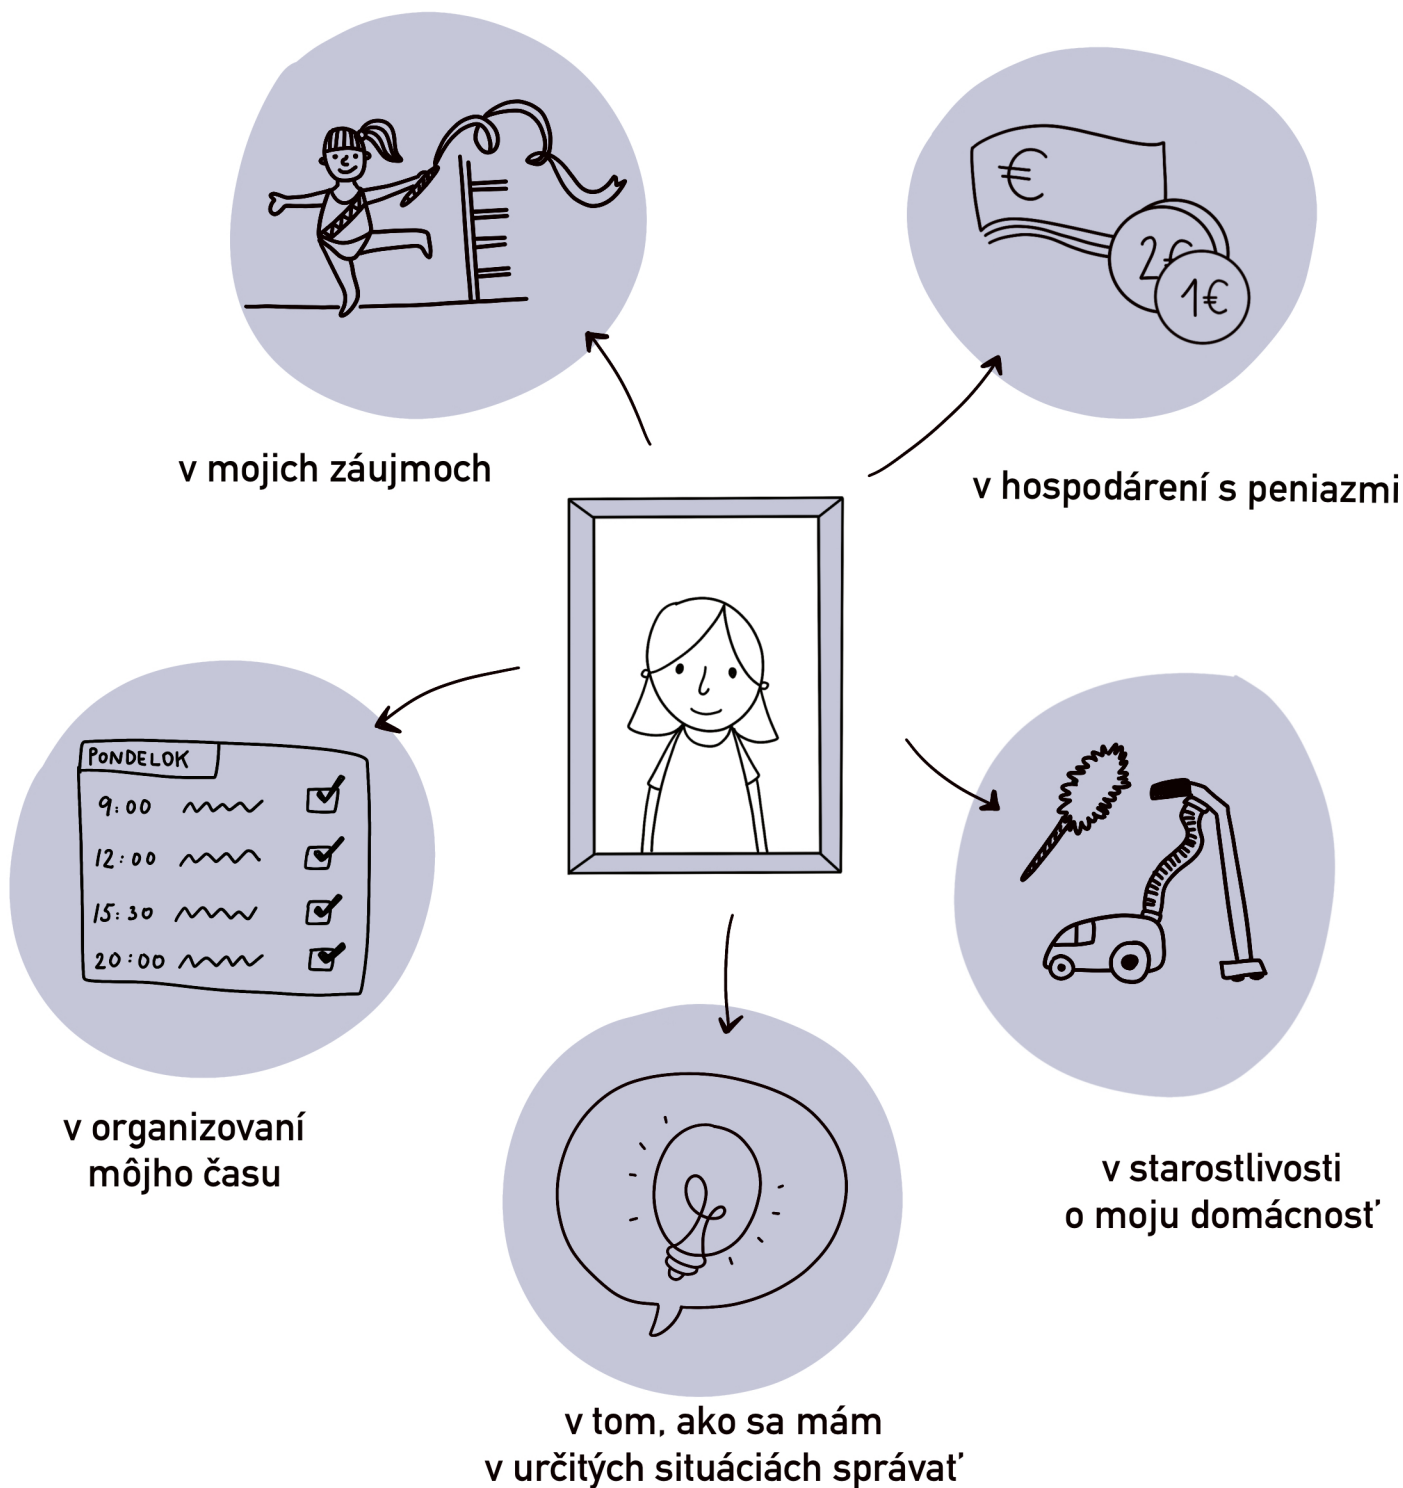 €
2€
1€
v mojich záujmoch
v hospodárení s peniazmi
PONDELOK
9:00
12:00
15:30
20:00
v organizovaní
môjho času
v starostlivosti
o moju domácnosť
v tom, ako sa mám
v určitých situáciách správať